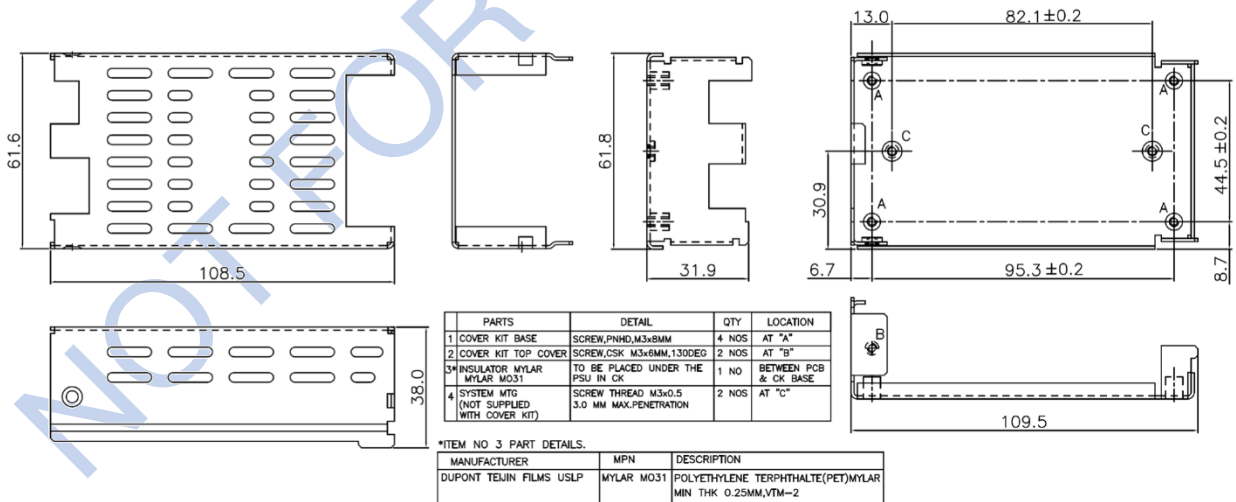 NOT FOR
61.6
108.5
38.0
61.8
31.9
13.0
82.1±0.2
A
A
C
C
A
A
30.9
44.5±0.2
6.7
95.3±0.2
8.7
B
109.5
PARTS DETAIL QTY LOCATION
1 COVER KIT BASE SCREW,PNHD,M3x8MM 4 NOS AT "A"
2 COVER KIT TOP COVER SCREW,CSK M3x6MM,130DEG 2 NOS AT "B"
3* INSULATOR MYLAR TO BE PLACED UNDER THE 1 NO BETWEEN PCB
MYLAR MO31 PSU IN CK & CK BASE
4 SYSTEM MTG SCREW THREAD M3x0.5 2 NOS AT "C"
(NOT SUPPLIED 3.0 MM MAX.PENETRATION
WITH COVER KIT)
*ITEM NO 3 PART DETAILS.
MANUFACTURER MPN DESCRIPTION
DUPONT TEIJIN FILMS USLP MYLAR MO31 POLYETHYLENE TERPHTHALTE(PET)MYLAR
MIN THK 0.25MM,VTM-2